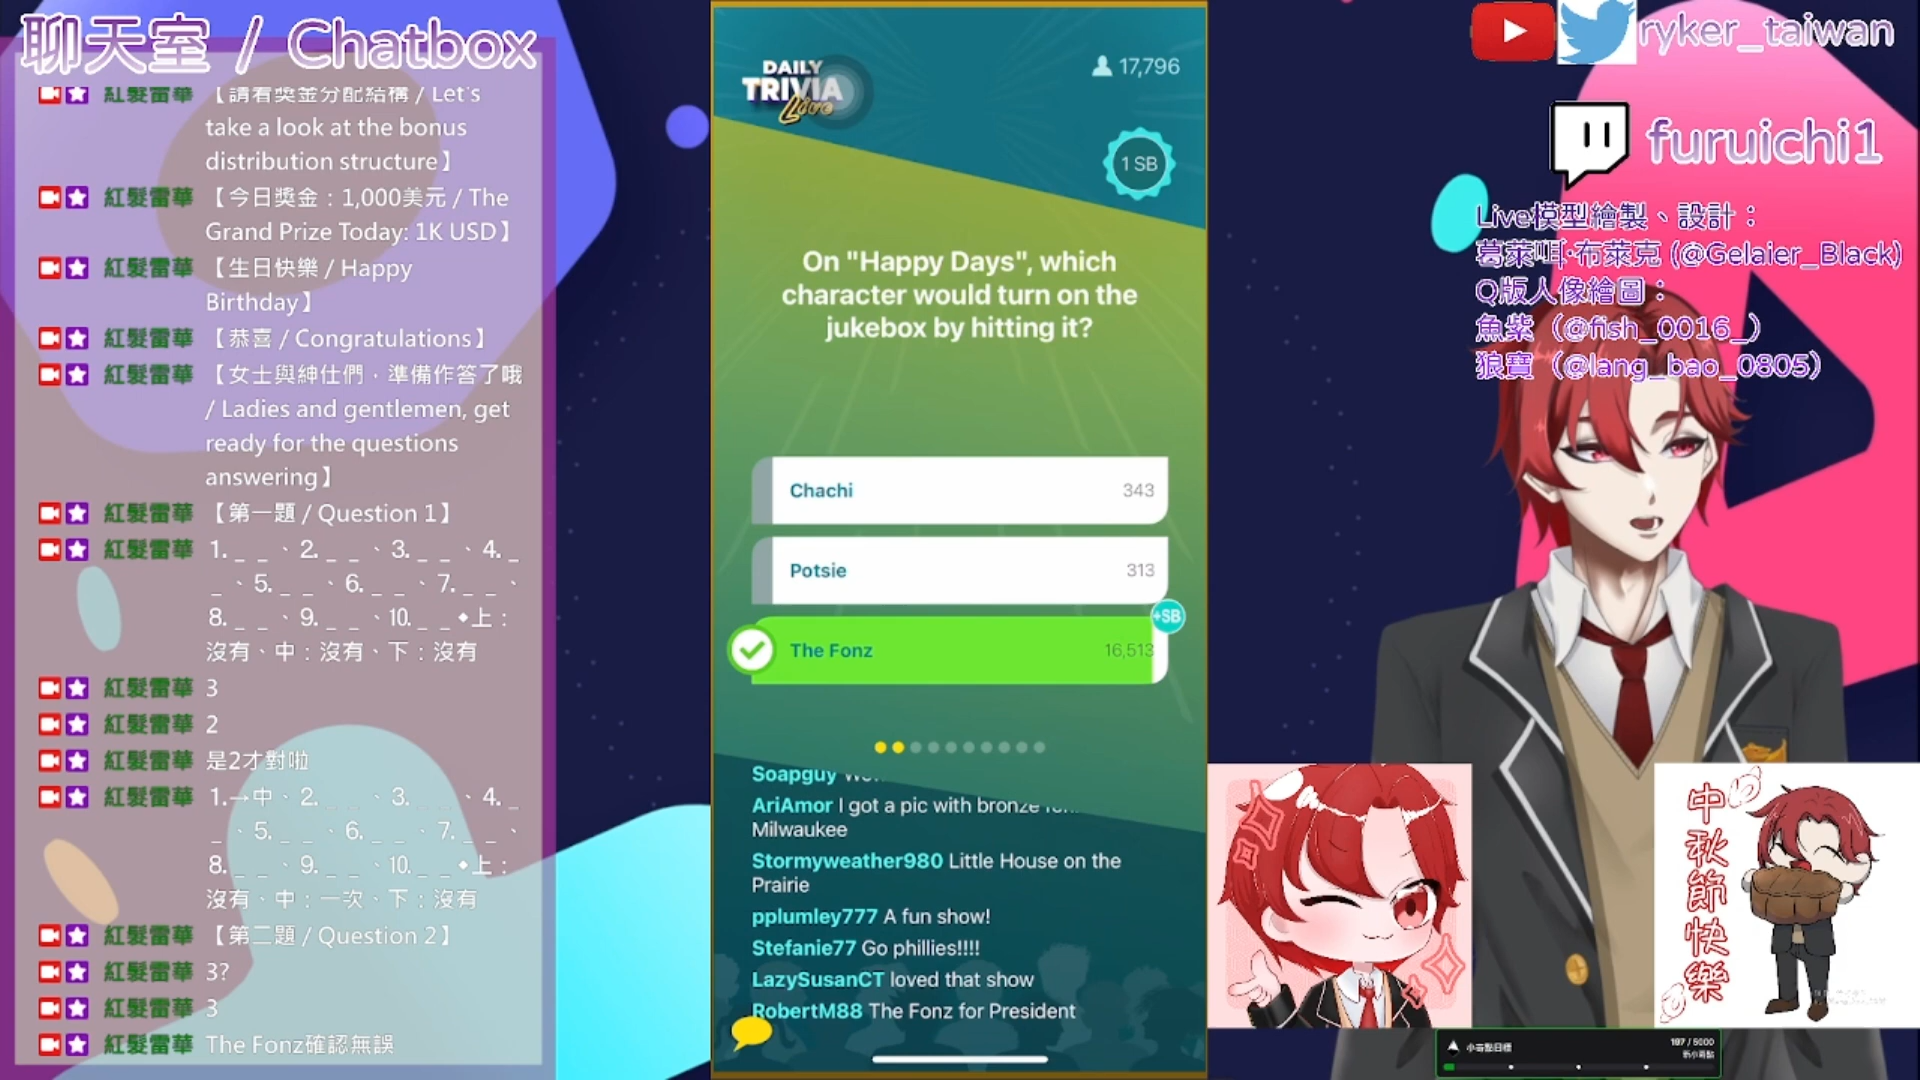 聊天室 / Chatbox
紅髮雷華 【請看獎金分配結構 / Let's
take a look at the bonus
distribution structure】
紅髮雷華 【今日獎金：1,000美元 / The
Grand Prize Today: 1K USD】
紅髮雷華 【生日快樂 / Happy
Birthday】
紅髮雷華 【恭喜 / Congratulations】
紅髮雷華 【女士與紳仕們，準備作答了哦
/ Ladies and gentlemen, get
ready for the questions
answering】
紅髮雷華 【第一題 / Question 1】
紅髮雷華 1. _ _ 、2. _ _ 、3. _ _ 、4. _
_ 、5. _ _ 、6. _ _ 、7. _ _ 、
8. _ _ 、9. _ _ 、10. _ _ ◆上：
沒有、中：沒有、下：沒有
紅髮雷華 3
紅髮雷華 2
紅髮雷華 是2才對啦
紅髮雷華 1.→中、2. _ _ 、3. _ _ 、4. _
_ 、5. _ _ 、6. _ _ 、7. _ _ 、
8. _ _ 、9. _ _ 、10. _ _ ◆上：
沒有、中：一次、下：沒有
紅髮雷華 【第二題 / Question 2】
紅髮雷華 3?
紅髮雷華 3
紅髮雷華 The Fonz確認無誤
DAILY
TRIVIA
Live
17,796
1 SB
On "Happy Days", which
character would turn on the
jukebox by hitting it?
Chachi 343
Potsie 313
+SB
The Fonz 16,513
Soapguy
AriAmor I got a pic with bronze
Milwaukee
Stormyweather980 Little House on the
Prairie
pplumley777 A fun show!
Stefanie77 Go phillies!!!!
LazySusanCT loved that show
RobertM88 The Fonz for President
ryker_taiwan
furuichi1
Live模型繪製、設計：
葛萊咡·布萊克 (@Gelaier_Black)
Q版人像繪圖：
魚紫（@fish_0016_）
狼寶（@lang_bao_0805）
中秋節快樂
小奇點目標 197 / 5000